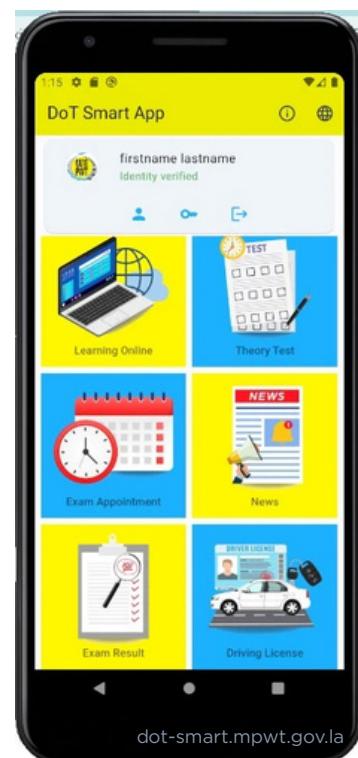 1:15
DoT Smart App
firstname lastname
Identity verified
Learning Online
TEST
Theory Test
Exam Appointment
NEWS
News
Exam Result
DRIVER LICENSE
Driving License
dot-smart.mpwt.gov.la